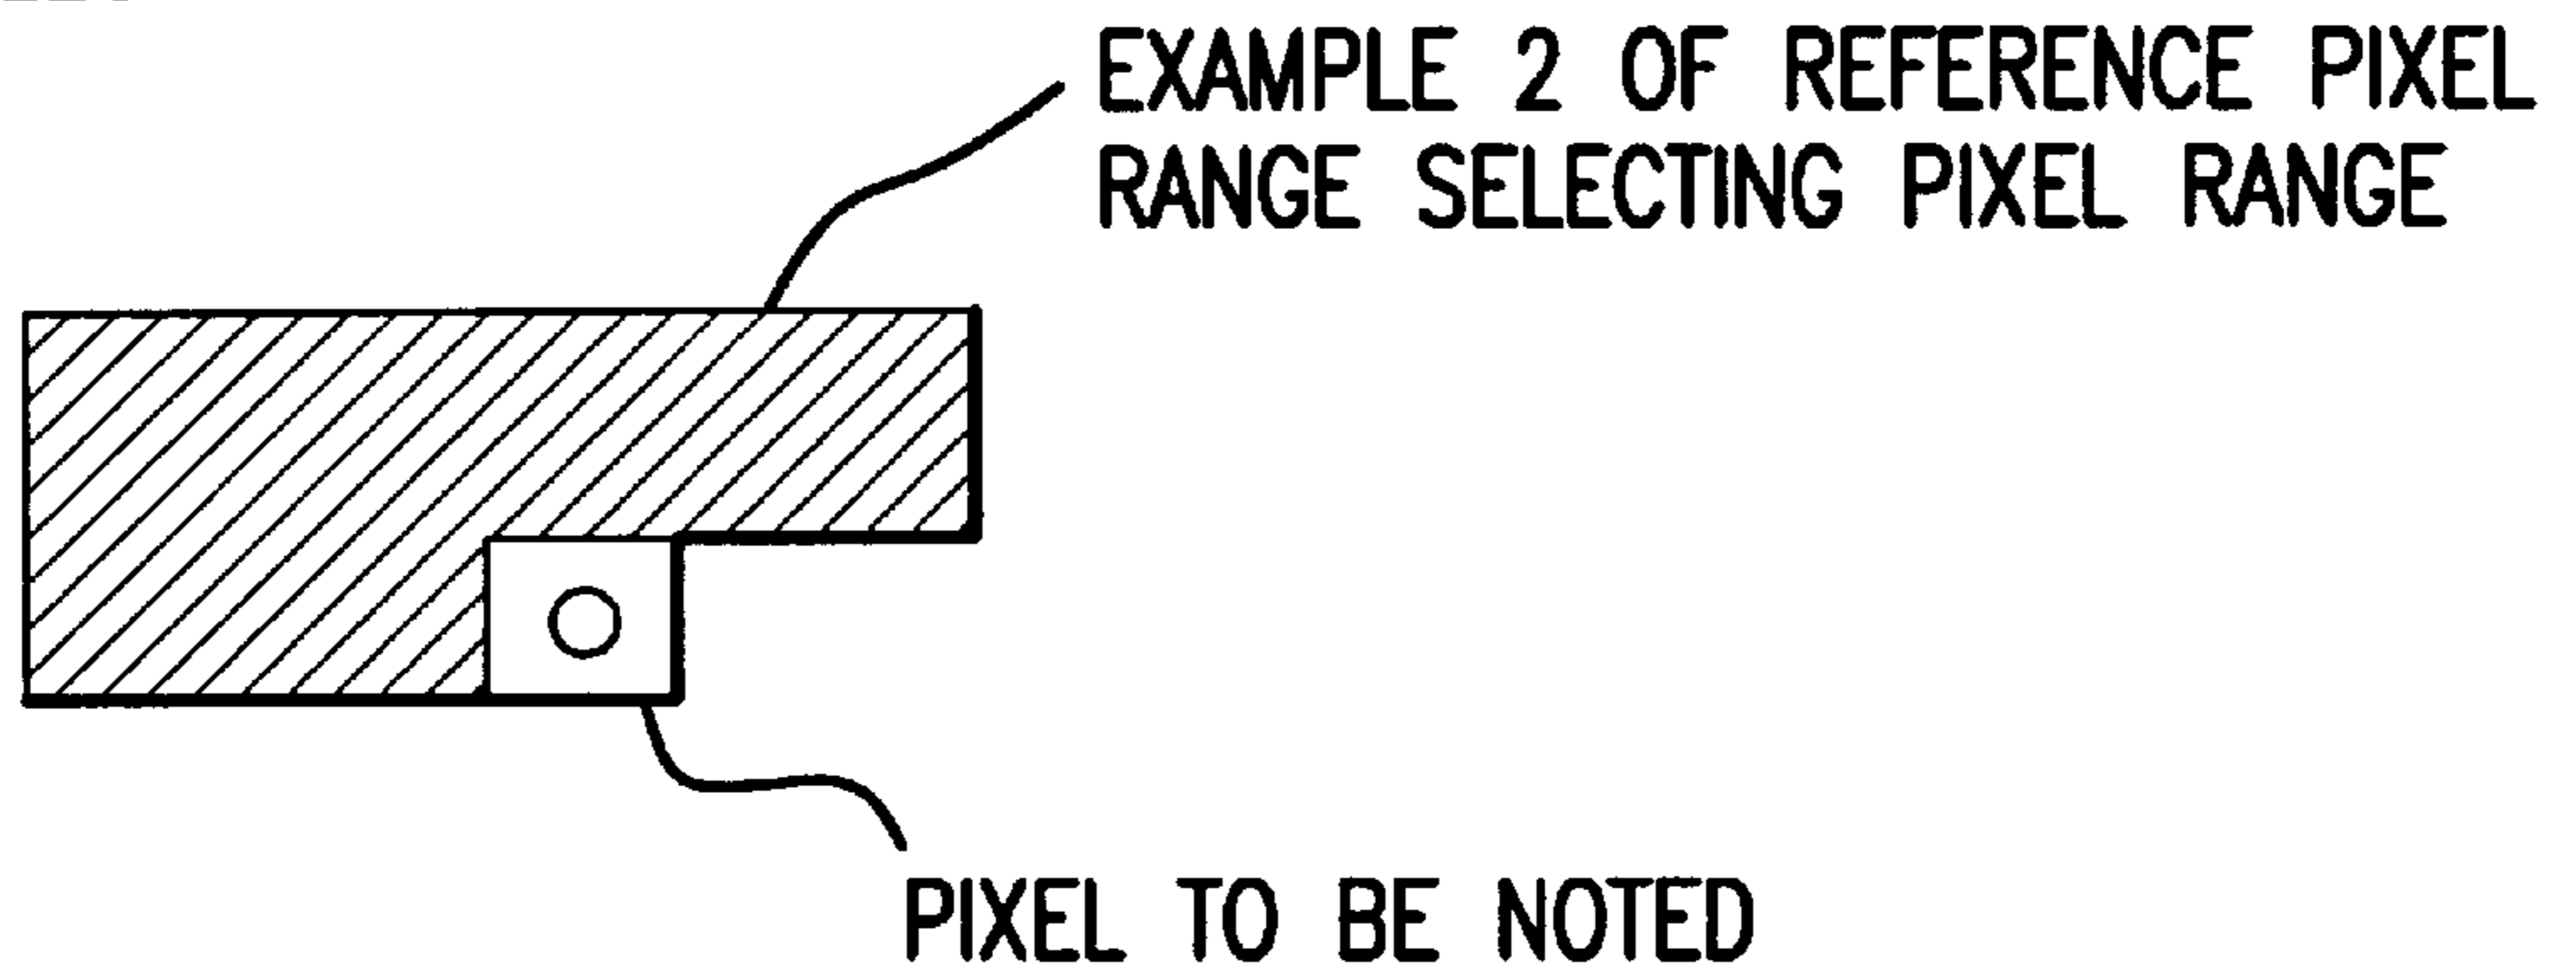 EXAMPLE 2 OF REFERENCE PIXEL
RANGE SELECTING PIXEL RANGE
PIXEL TO BE NOTED